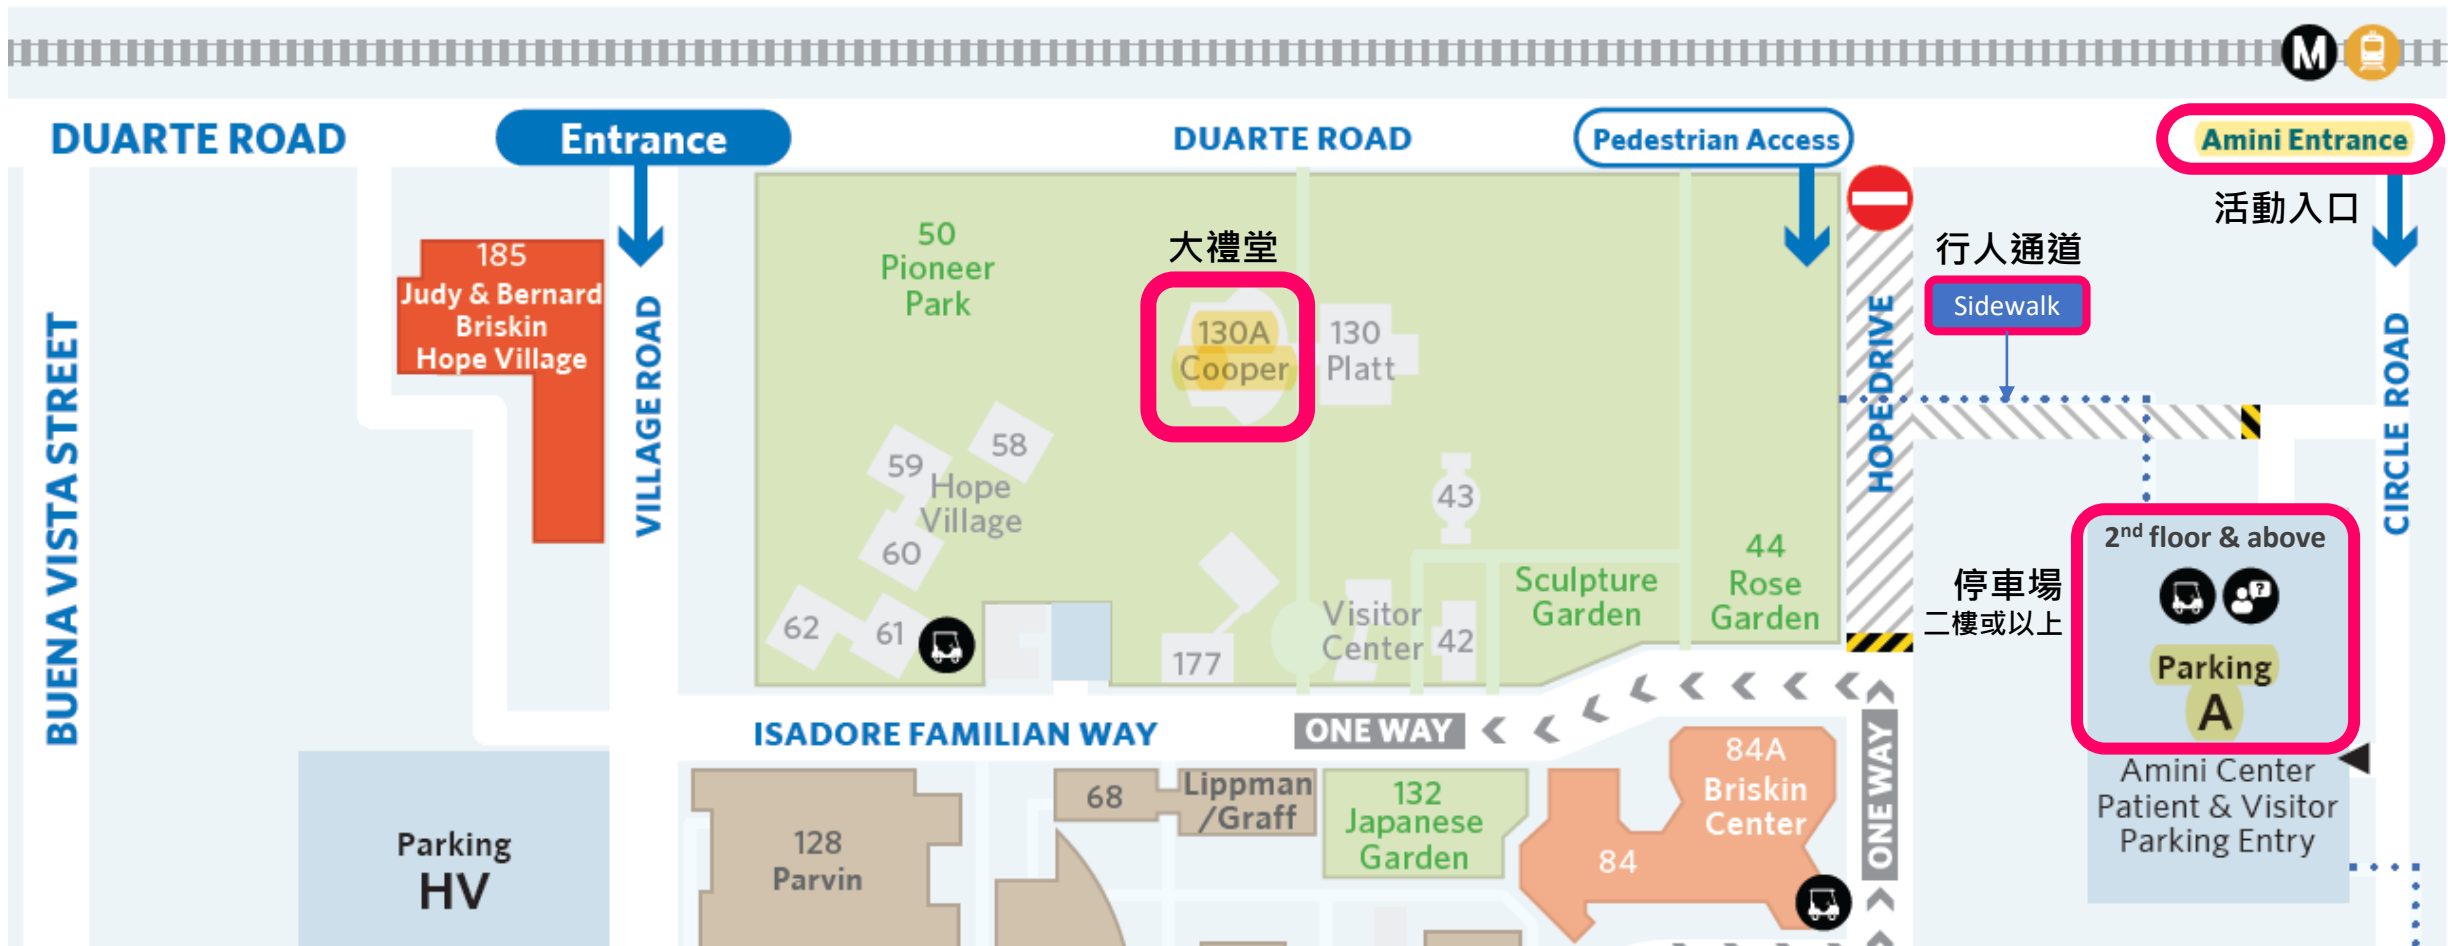 M
DUARTE ROAD
Entrance
DUARTE ROAD
Pedestrian Access
Amini Entrance
活動入口
185
Judy & Bernard
Briskin
Hope Village
50
Pioneer
Park
大禮堂
130A
Cooper
130
Platt
行人通道
Sidewalk
BUENA VISTA STREET
VILLAGE ROAD
HOPE DRIVE
CIRCLE ROAD
58
59
Hope
Village
60
61
62
43
177
Visitor
Center
42
Sculpture
Garden
44
Rose
Garden
停車場
二樓或以上
2nd floor & above
?
Parking
A
Amini Center
Patient & Visitor
Parking Entry
ISADORE FAMILIAN WAY
ONE WAY
ONE WAY
Parking
HV
128
Parvin
68
Lippman
/Graff
132
Japanese
Garden
84A
Briskin
Center
84